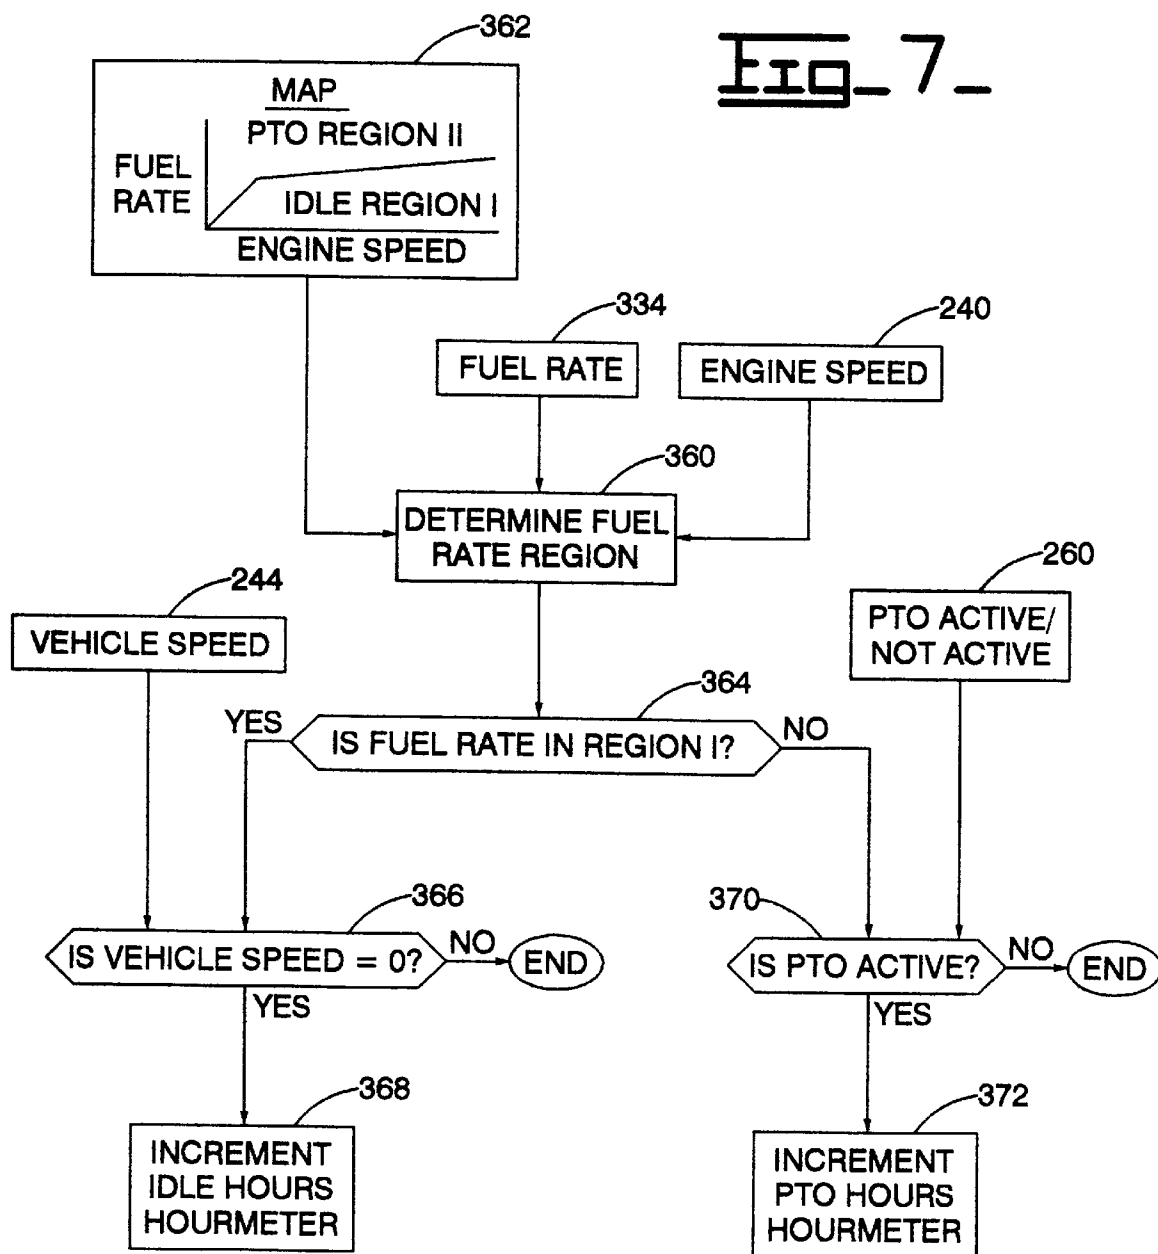 Fig_ 7_
362
MAP
PTO REGION II
FUEL
RATE
IDLE REGION I
ENGINE SPEED
334
FUEL RATE
240
ENGINE SPEED
360
DETERMINE FUEL
RATE REGION
244
VEHICLE SPEED
260
PTO ACTIVE/
NOT ACTIVE
364
YES
IS FUEL RATE IN REGION I?
NO
366
IS VEHICLE SPEED = 0?
NO
END
YES
370
IS PTO ACTIVE?
NO
END
YES
368
INCREMENT
IDLE HOURS
HOURMETER
372
INCREMENT
PTO HOURS
HOURMETER